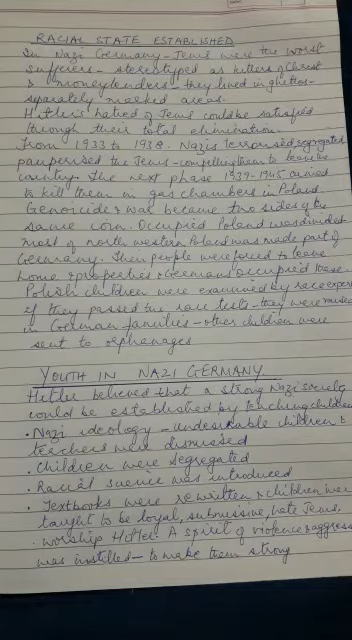 RACIAL STATE ESTABLISHED
In Nazi Germany - Jews were the worst
sufferers - stereotyped as killers of Christ
& moneylenders - they lived in ghettos -
separately marked areas.
Hitler's hatred of Jews could be satisfied
through their total elimination.
From 1933 to 1938 - Nazis terrorised, segregated
pauperised the Jews - compelling them to leave the
country. The next phase 1939-1945 aimed
to kill them in gas chambers in Poland
Genocide & war became two sides of the
same coin. Occupied Poland was divided
most of north western Poland was made part of
Germany. Then people were forced to leave
home & properties & Germans occupied
Polish children were examined by race expert
if they passed the race tests - they were raised
in German families - other children were
sent to orphanages
YOUTH IN NAZI GERMANY
Hitler believed that a strong Nazi society
could be established by teaching children
• Nazi ideology - undesirable children &
teachers were dismissed
• Children were segregated
• Racial science was introduced
• Textbooks were rewritten & children were
taught to be loyal, submissive, hate Jews,
• worship Hitler. A spirit of violence & aggress
was instilled - to make them strong